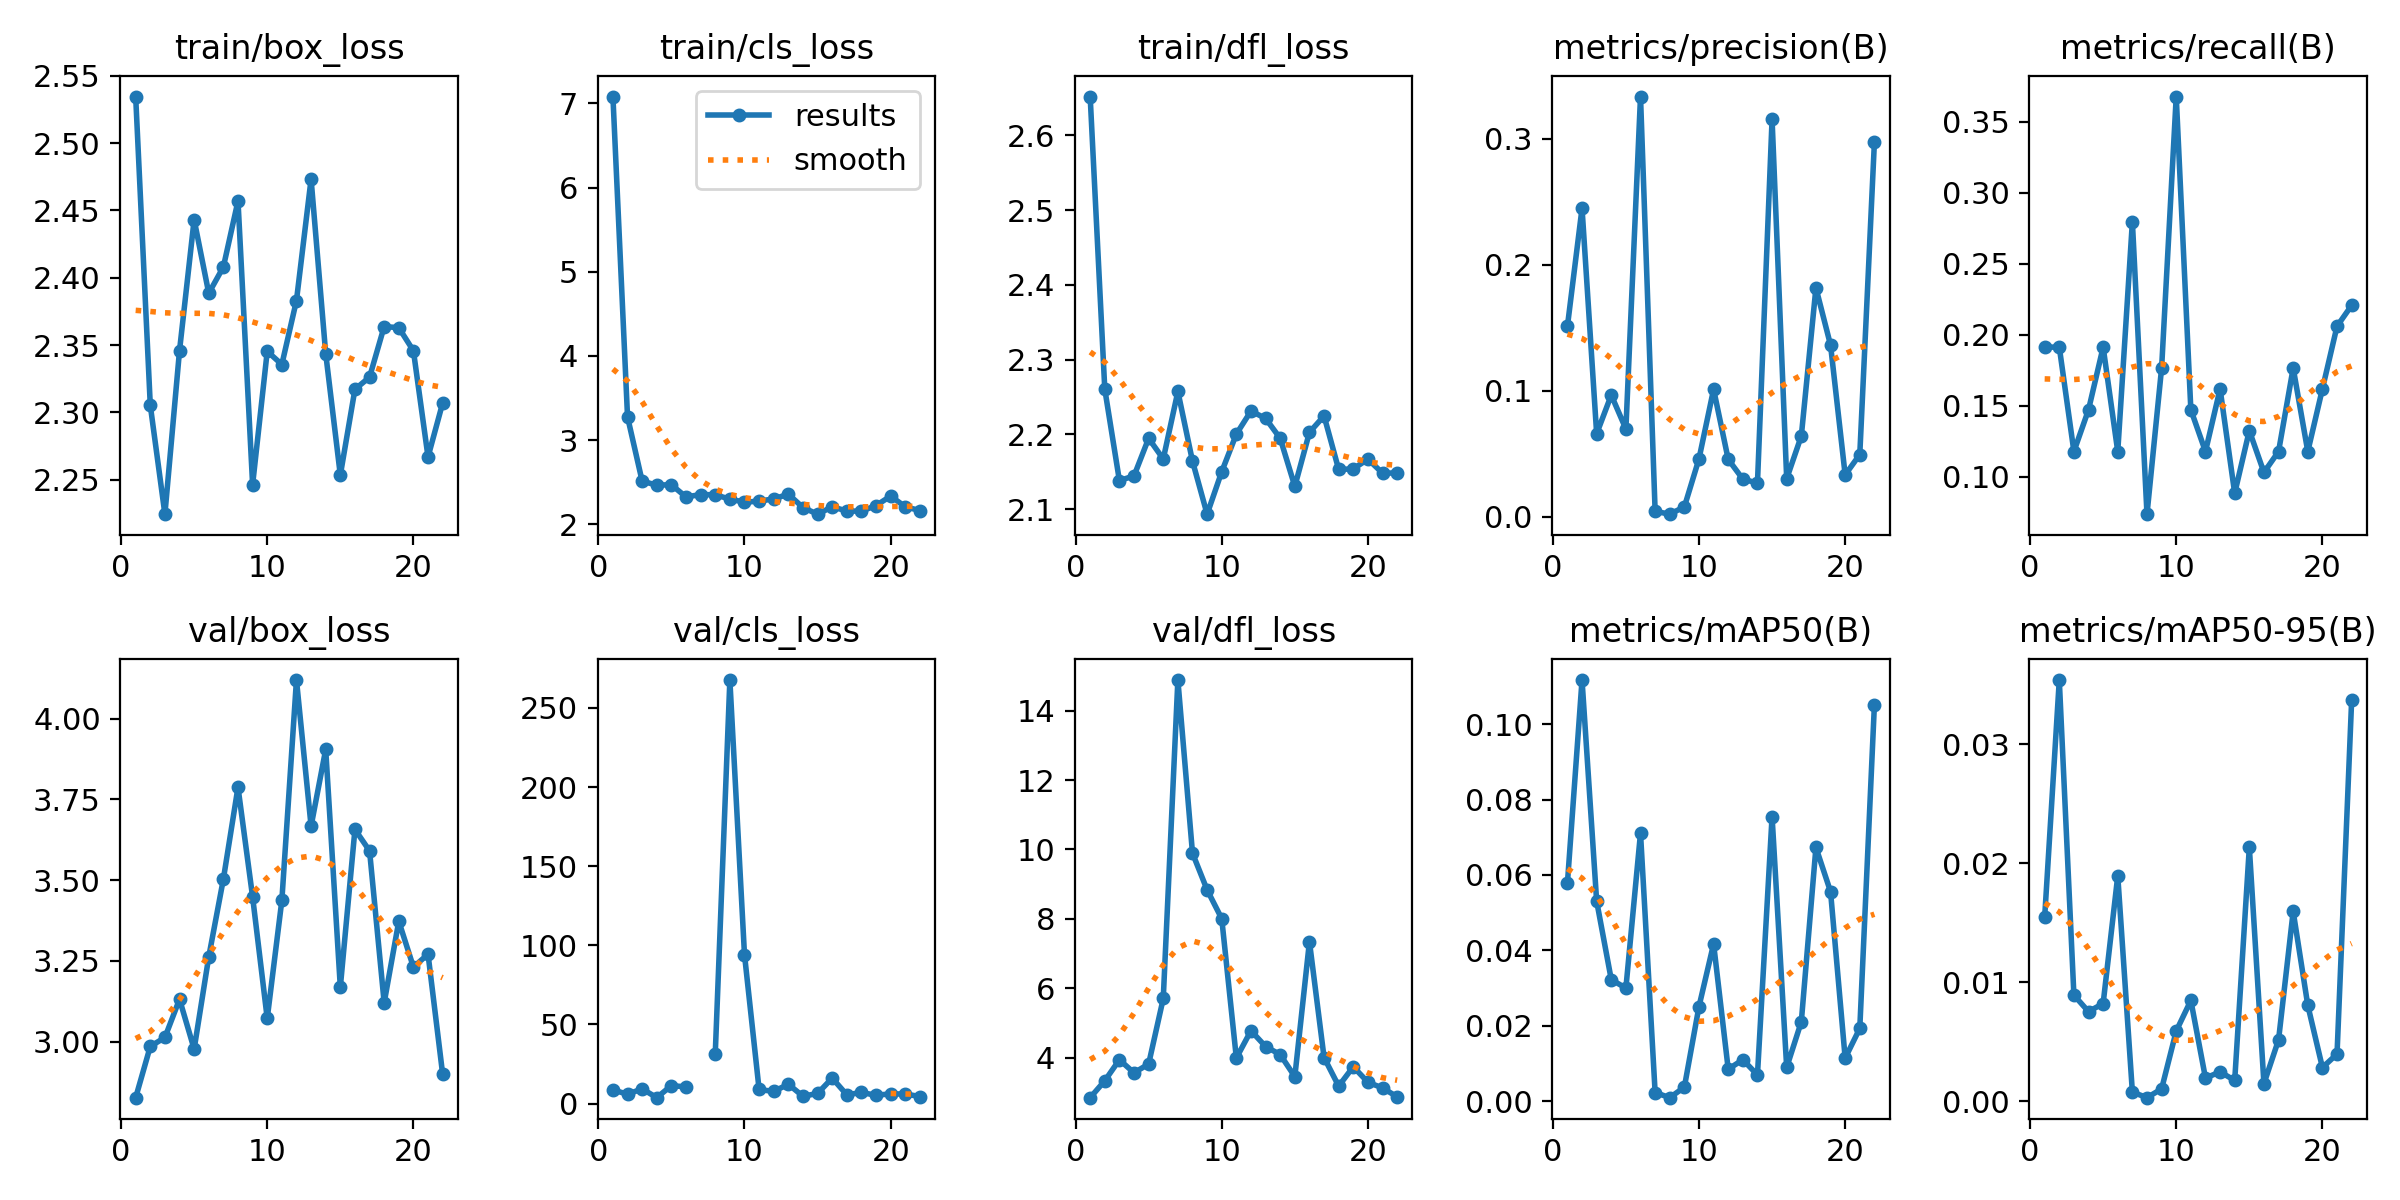 train/box_loss
2.55
2.50
2.45
2.40
2.35
2.30
2.25
0 10 20
train/cls_loss
results
smooth
7
6
5
4
3
2
0 10 20
train/dfl_loss
2.6
2.5
2.4
2.3
2.2
2.1
0 10 20
metrics/precision(B)
0.3
0.2
0.1
0.0
0 10 20
metrics/recall(B)
0.35
0.30
0.25
0.20
0.15
0.10
0 10 20
val/box_loss
4.00
3.75
3.50
3.25
3.00
0 10 20
val/cls_loss
250
200
150
100
50
0
0 10 20
val/dfl_loss
14
12
10
8
6
4
0 10 20
metrics/mAP50(B)
0.10
0.08
0.06
0.04
0.02
0.00
0 10 20
metrics/mAP50-95(B)
0.03
0.02
0.01
0.00
0 10 20